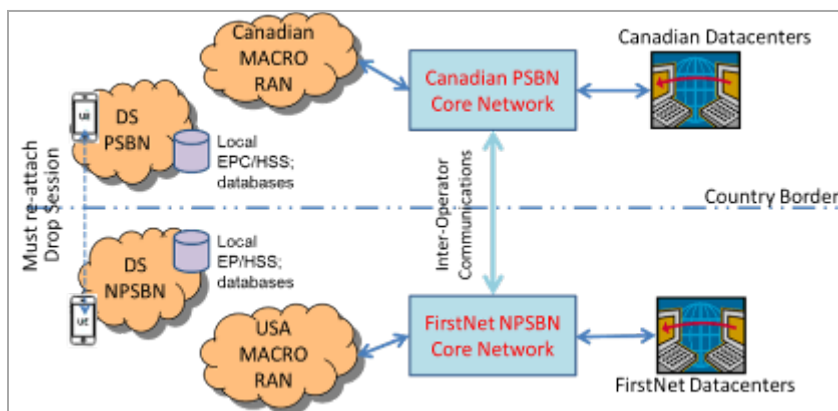 Canadian
MACRO
RAN
Canadian PSBN
Core Network
Canadian Datacenters
DS
PSBN
Local
EPC/HSS;
databases
Must re-attach
Drop Session
Country Border
Inter-Operator
Communications
DS
NPSBN
Local
EP/HSS;
databases
USA
MACRO
RAN
FirstNet NPSBN
Core Network
FirstNet Datacenters